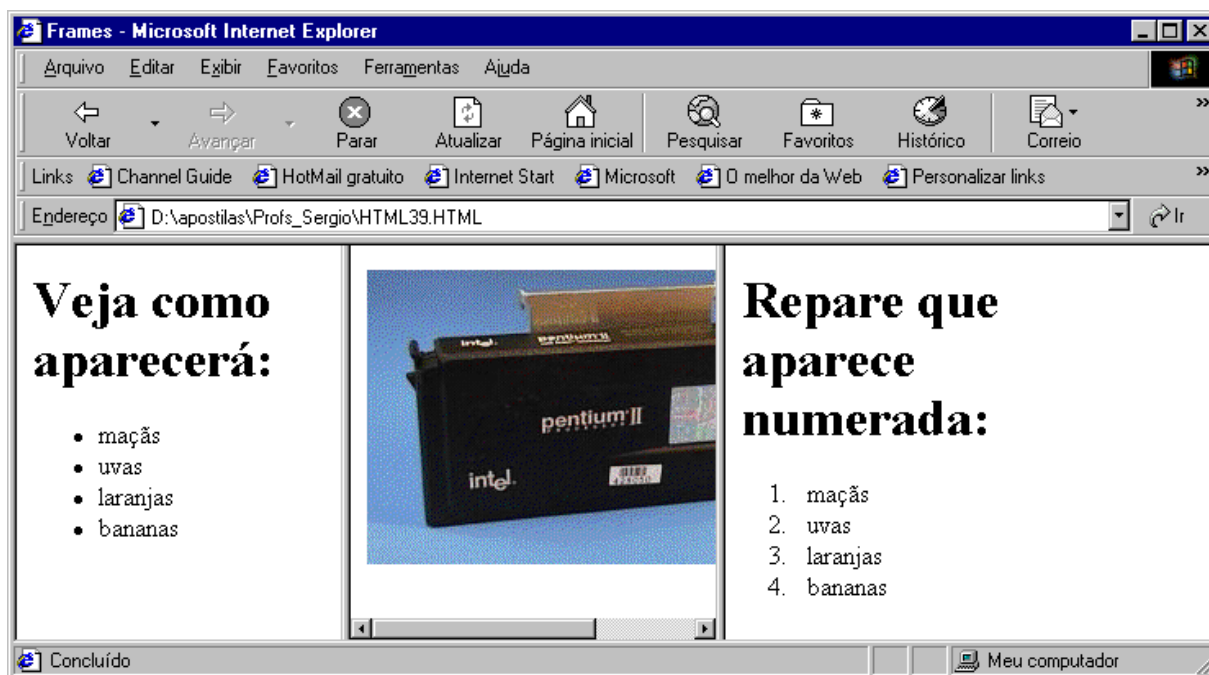 Frames - Microsoft Internet Explorer
Arquivo Editar Exibir Favoritos Ferramentas Ajuda
Voltar Avançar Parar Atualizar Página inicial Pesquisar Favoritos Histórico Correio
Links Channel Guide HotMail gratuito Internet Start Microsoft O melhor da Web Personalizar links
Endereço D:\apostilas\Profs_Sergio\HTML39.HTML Ir
Veja como
aparecerá:
• maçãs
• uvas
• laranjas
• bananas
intel.
pentium II
pentium II
intel.
Repare que
aparece
numerada:
1. maçãs
2. uvas
3. laranjas
4. bananas
Concluído Meu computador